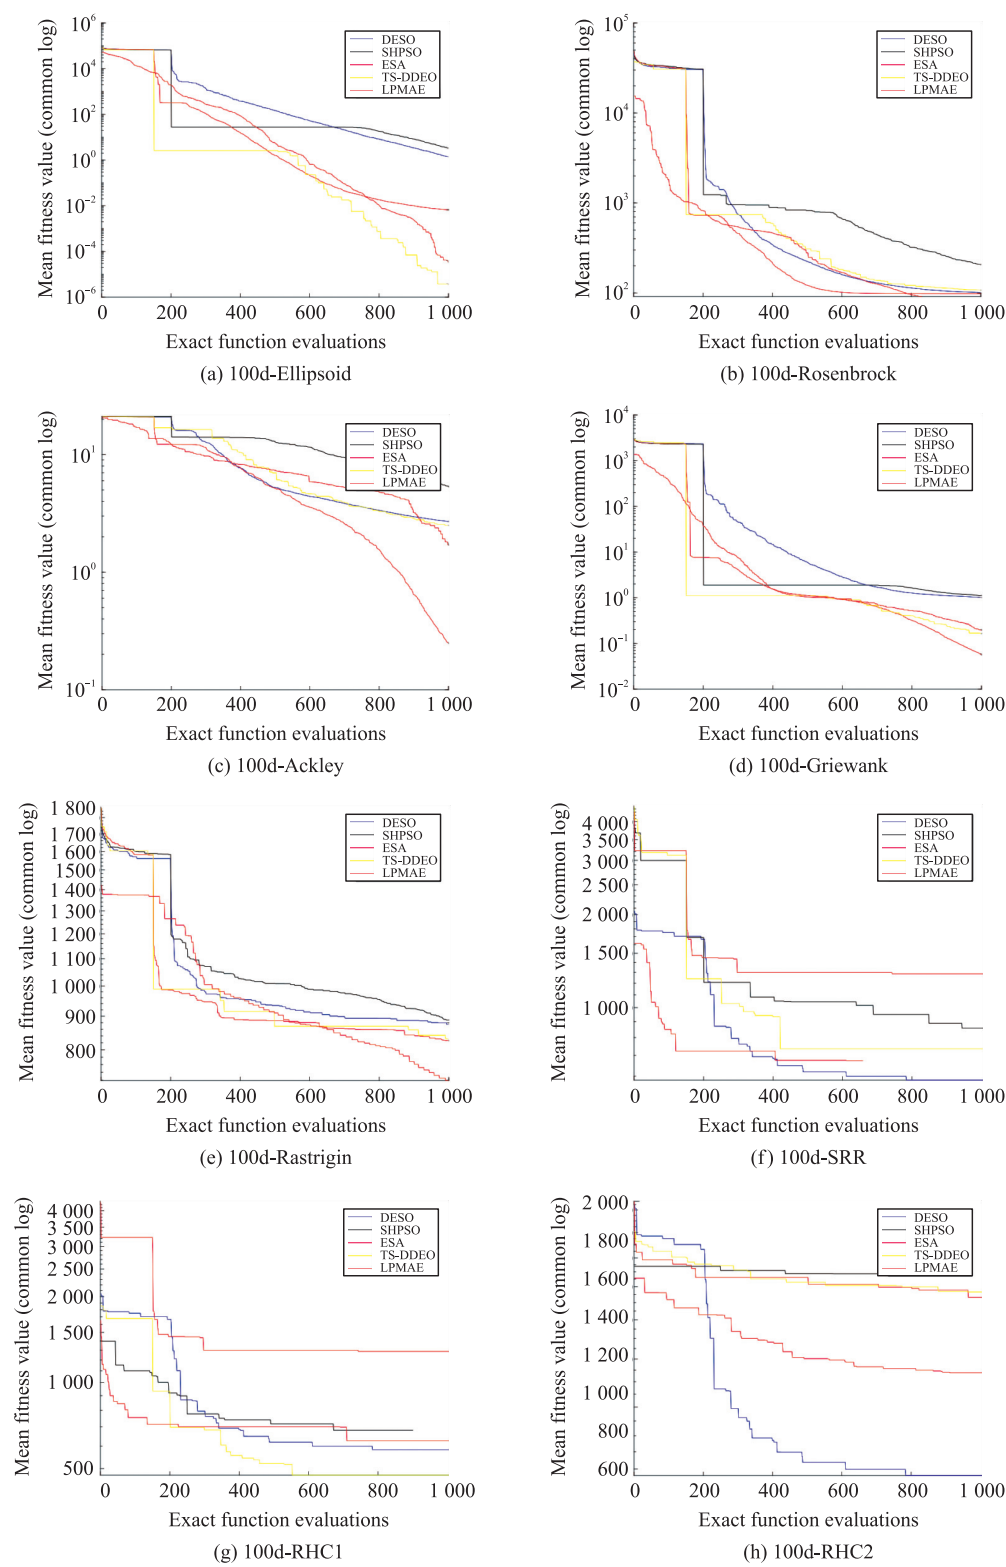 Mean fitness value (common log)
10^6
10^4
10^2
10^0
10^−2
10^−4
10^−6
DESO
SHPSO
ESA
TS-DDEO
LPMAE
0 200 400 600 800 1 000
Exact function evaluations
(a) 100d-Ellipsoid
Mean fitness value (common log)
10^5
10^4
10^3
10^2
DESO
SHPSO
ESA
TS-DDEO
LPMAE
0 200 400 600 800 1 000
Exact function evaluations
(b) 100d-Rosenbrock
Mean fitness value (common log)
10^1
10^0
10^−1
DESO
SHPSO
ESA
TS-DDEO
LPMAE
0 200 400 600 800 1 000
Exact function evaluations
(c) 100d-Ackley
Mean fitness value (common log)
10^4
10^3
10^2
10^1
10^0
10^−1
10^−2
DESO
SHPSO
ESA
TS-DDEO
LPMAE
0 200 400 600 800 1 000
Exact function evaluations
(d) 100d-Griewank
Mean fitness value (common log)
1 800
1 700
1 600
1 500
1 400
1 300
1 200
1 100
1 000
900
800
DESO
SHPSO
ESA
TS-DDEO
LPMAE
0 200 400 600 800 1 000
Exact function evaluations
(e) 100d-Rastrigin
Mean fitness value (common log)
4 000
3 500
3 000
2 500
2 000
1 500
1 000
DESO
SHPSO
ESA
TS-DDEO
LPMAE
0 200 400 600 800 1 000
Exact function evaluations
(f) 100d-SRR
Mean fitness value (common log)
4 000
3 500
3 000
2 500
2 000
1 500
1 000
500
DESO
SHPSO
ESA
TS-DDEO
LPMAE
0 200 400 600 800 1 000
Exact function evaluations
(g) 100d-RHC1
Mean fitness value (common log)
2 000
1 800
1 600
1 400
1 200
1 000
800
600
DESO
SHPSO
ESA
TS-DDEO
LPMAE
0 200 400 600 800 1 000
Exact function evaluations
(h) 100d-RHC2